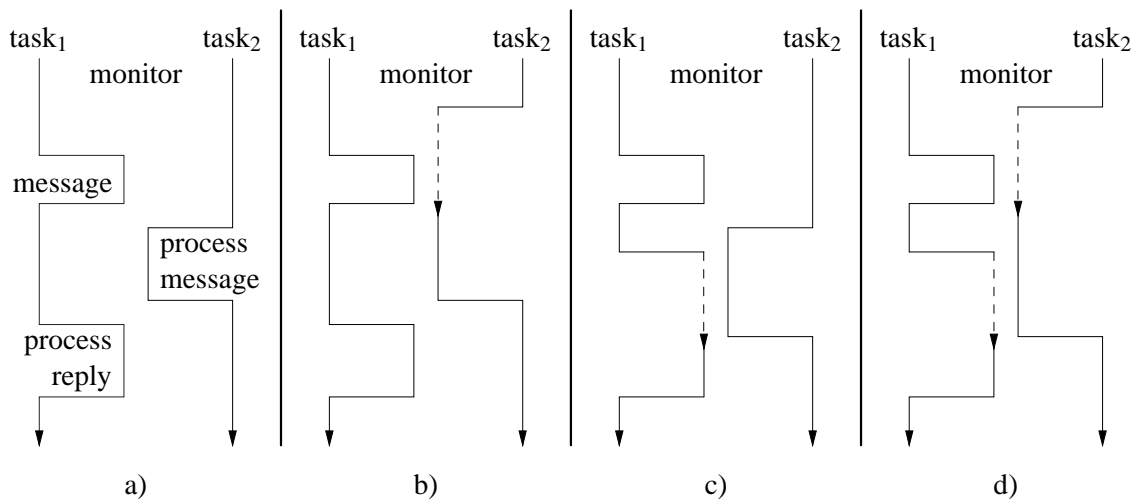 task₁ task₂
monitor
message
process
message
process
reply
a)
task₁ task₂
monitor
b)
task₁ task₂
monitor
c)
task₁ task₂
monitor
d)